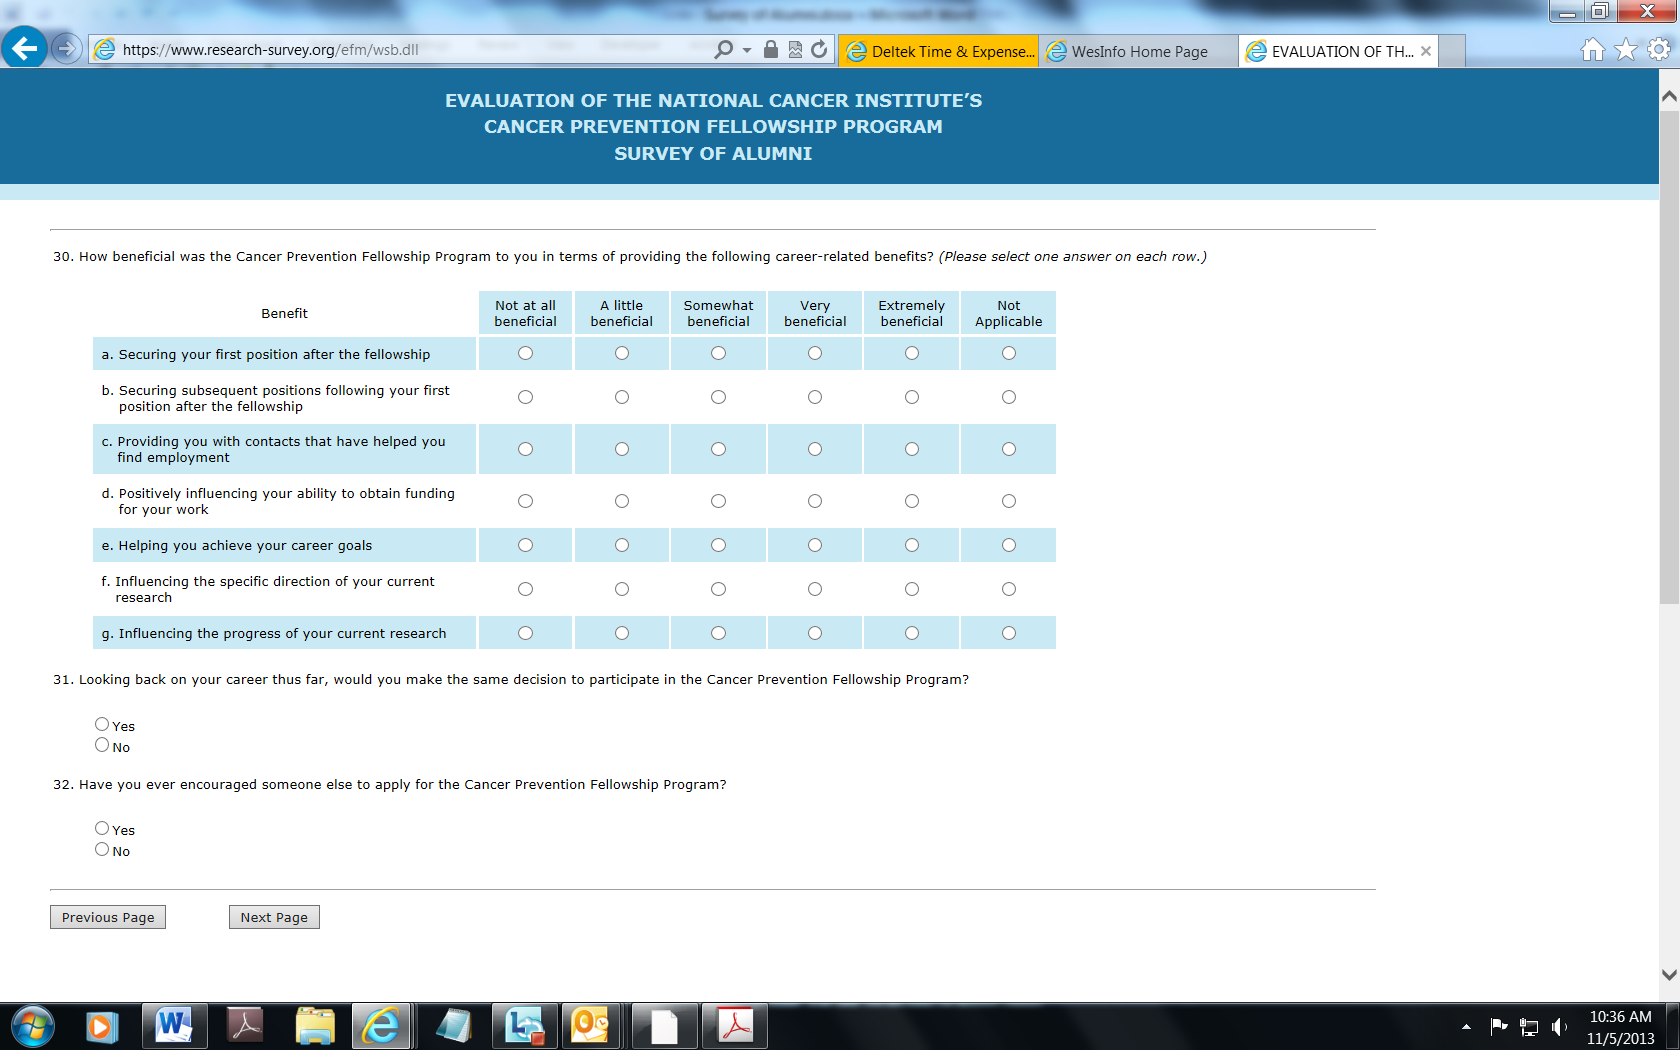 Survey of Alumni.docx - Microsoft Word
https://www.research-survey.org/efm/wsb.dll
Deltek Time & Expense...
WesInfo Home Page
EVALUATION OF TH...
EVALUATION OF THE NATIONAL CANCER INSTITUTE'S
CANCER PREVENTION FELLOWSHIP PROGRAM
SURVEY OF ALUMNI
30. How beneficial was the Cancer Prevention Fellowship Program to you in terms of providing the following career-related benefits? (Please select one answer on each row.)
Benefit
Not at all
beneficial
A little
beneficial
Somewhat
beneficial
Very
beneficial
Extremely
beneficial
Not
Applicable
a. Securing your first position after the fellowship
b. Securing subsequent positions following your first
position after the fellowship
c. Providing you with contacts that have helped you
find employment
d. Positively influencing your ability to obtain funding
for your work
e. Helping you achieve your career goals
f. Influencing the specific direction of your current
research
g. Influencing the progress of your current research
31. Looking back on your career thus far, would you make the same decision to participate in the Cancer Prevention Fellowship Program?
Yes
No
32. Have you ever encouraged someone else to apply for the Cancer Prevention Fellowship Program?
Yes
No
Previous Page
Next Page
10:36 AM
11/5/2013